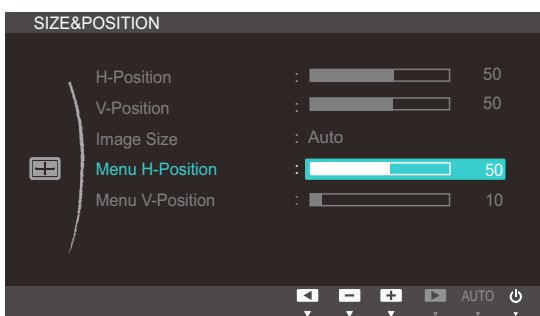 SIZE&POSITION
H-Position : 50
V-Position : 50
Image Size : Auto
Menu H-Position : 50
Menu V-Position : 10
AUTO